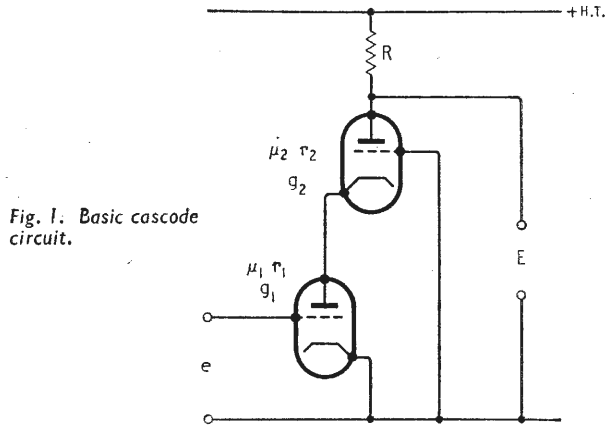 + H.T.
R
μ₂ r₂
g₂
Fig. 1. Basic cascode
circuit.
E
μ₁ r₁
g₁
e